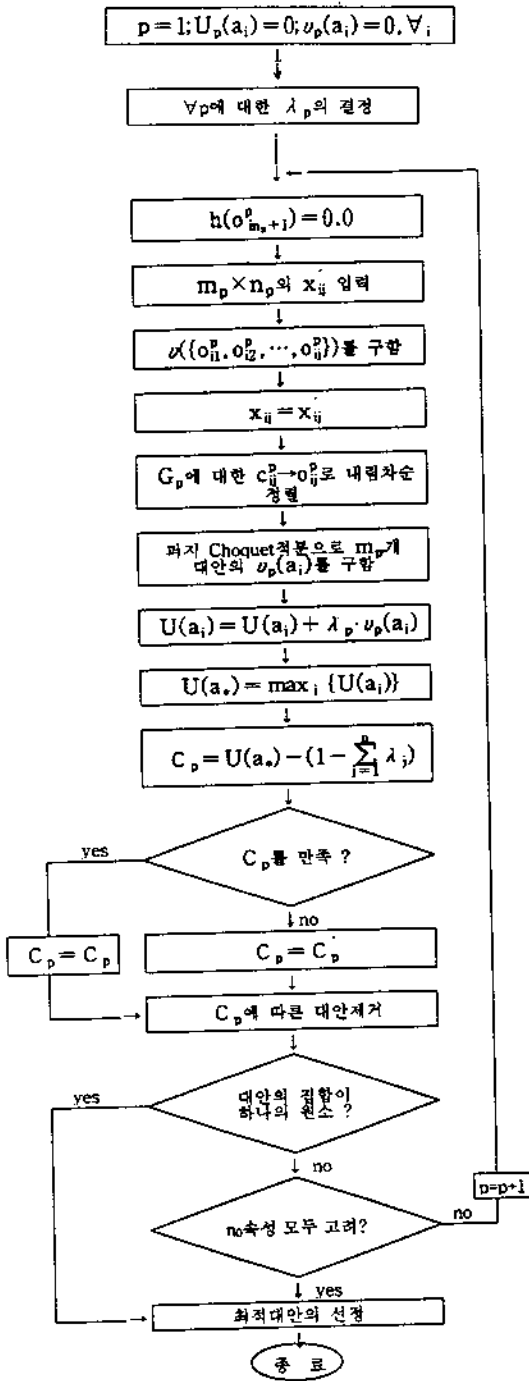 p=1;U_p(a_i)=0;υ_p(a_i)=0.∀_i
∀p에 대한 λ_p의 결정
h(o^p_{m_p+1})=0.0
m_p×n_p의 x'_ij 입력
υ({o^p_i1,o^p_i2,⋯,o^p_ij})를 구함
x_ij=x'_ij
G_p에 대한 c^p_ij→o^p_ij로 내림차순
정렬
퍼지 Choquet적분으로 m_p개
대안의 υ_p(a_i)를 구함
U(a_i)=U(a_i)+λ_p·υ_p(a_i)
U(a_*)=max_i {U(a_i)}
C_p=U(a_*)-(1-∑^p_{j=1} λ_j)
C_p를 만족 ?
yes
no
C_p=C_p
C_p=C'_p
C_p에 따른 대안제거
대안의 집합이
하나의 원소 ?
yes
no
p=p+1
n_0속성 모두 고려?
no
yes
최적대안의 선정
종 료